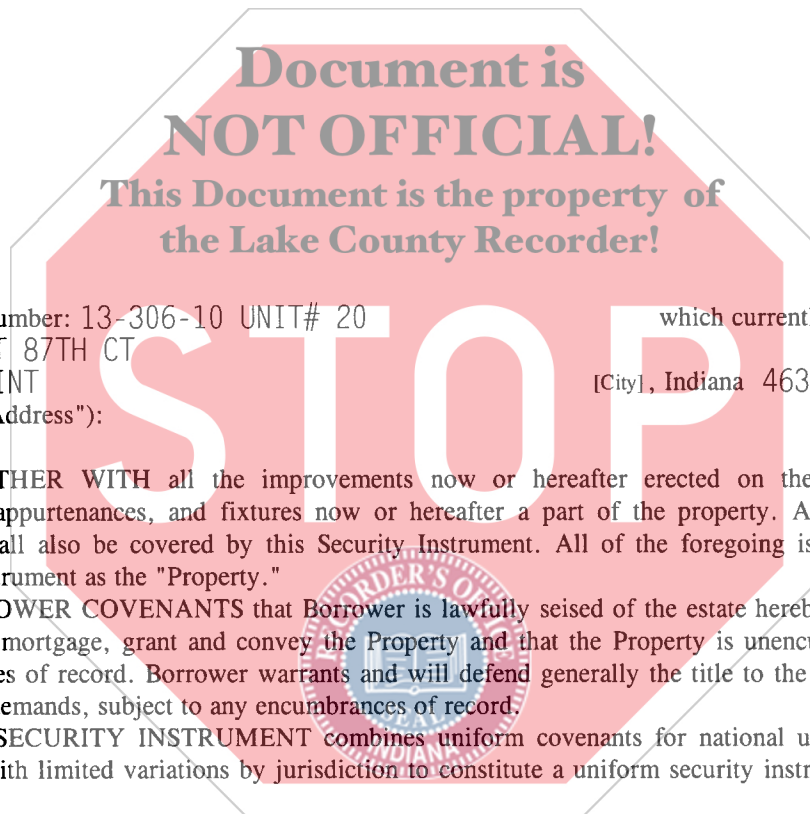 Document is
NOT OFFICIAL!
This Document is the property of
the Lake County Recorder!
umber: 13-306-10 UNIT# 20 which current
87TH CT
INT [City], Indiana 463
Address"):
STOP
THER WITH all the improvements now or hereafter erected on the
appurtenances, and fixtures now or hereafter a part of the property. A
all also be covered by this Security Instrument. All of the foregoing is
rument as the "Property."
OWER COVENANTS that Borrower is lawfully seised of the estate hereb
mortgage, grant and convey the Property and that the Property is unenc
es of record. Borrower warrants and will defend generally the title to the
emands, subject to any encumbrances of record.
SECURITY INSTRUMENT combines uniform covenants for national u
ith limited variations by jurisdiction to constitute a uniform security instr
RECORDER'S OFFICE
SEAL
INDIANA